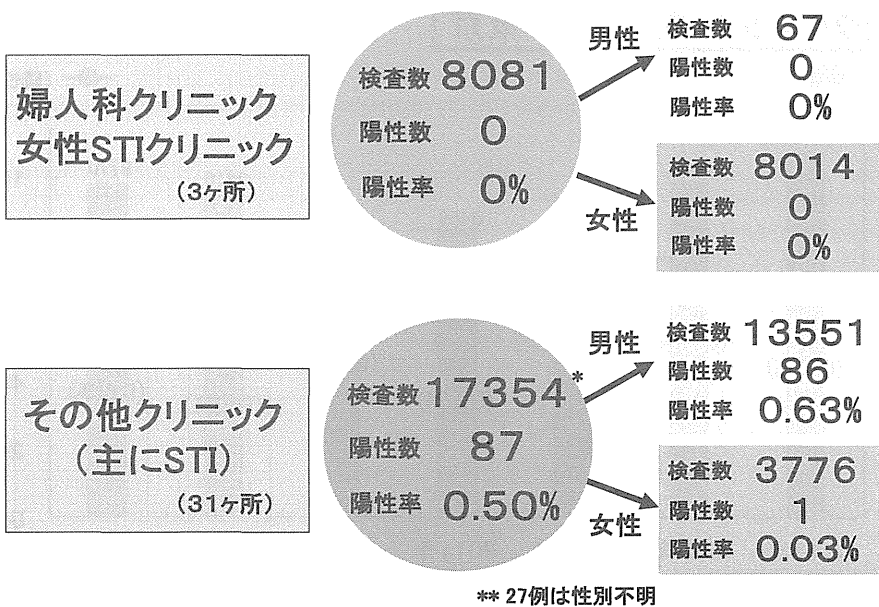 婦人科クリニック
女性STIクリニック
（3ヶ所）
検査数 8081
陽性数 0
陽性率 0%
男性
検査数 67
陽性数 0
陽性率 0%
女性
検査数 8014
陽性数 0
陽性率 0%
その他クリニック
（主にSTI）
（31ヶ所）
検査数 17354*
陽性数 87
陽性率 0.50%
男性
検査数 13551
陽性数 86
陽性率 0.63%
女性
検査数 3776
陽性数 1
陽性率 0.03%
** 27例は性別不明